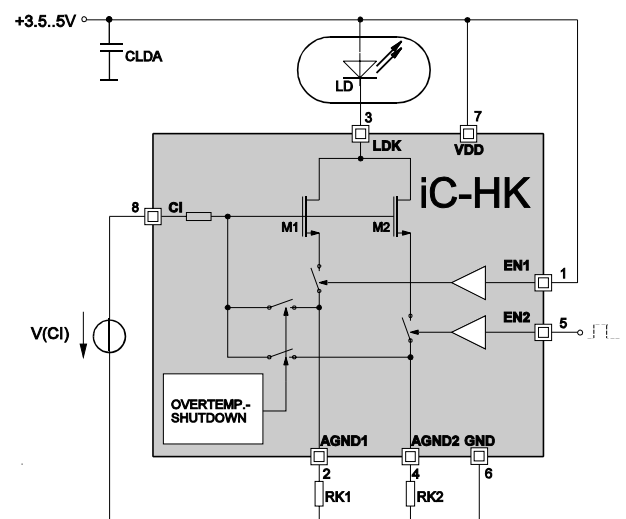 +3.5..5V
CLDA
LD
3
7
LDK
VDD
iC-HK
8
CI
M1
M2
EN1
1
EN2
5
V(CI)
OVERTEMP.-
SHUTDOWN
AGND1
AGND2 GND
2
4
6
RK1
RK2